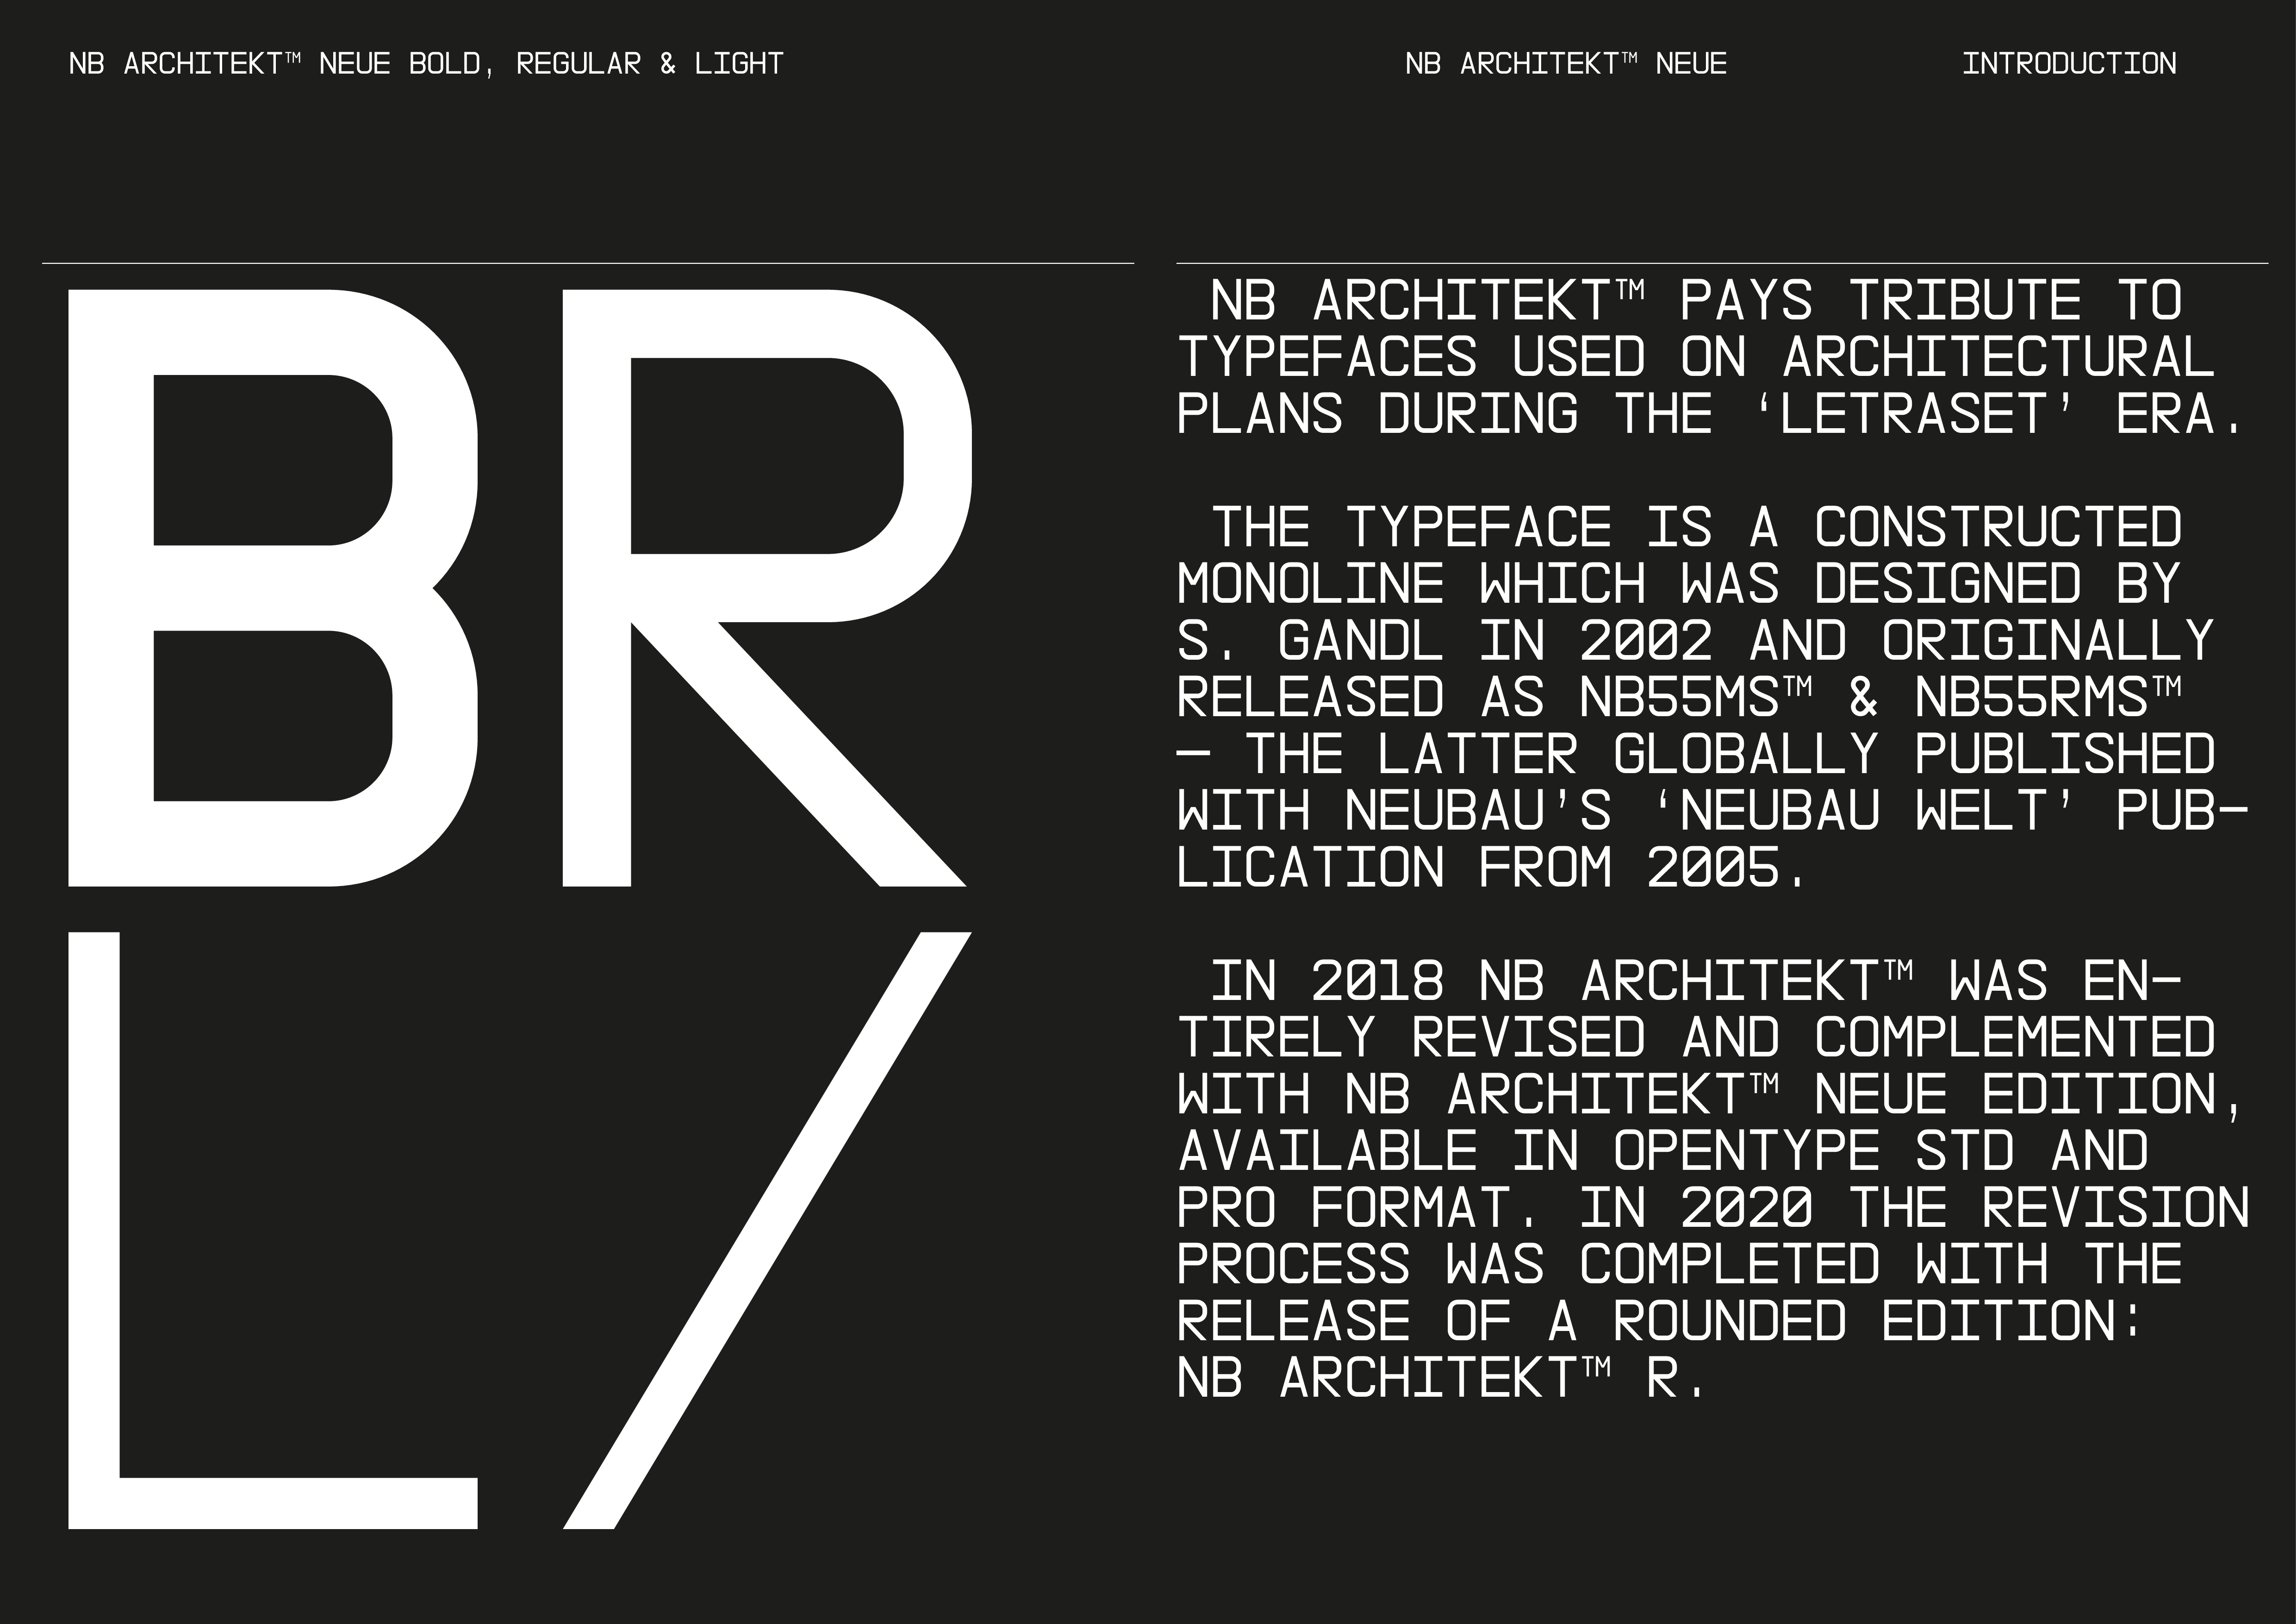 NB ARCHITEKT™ NEUE BOLD, REGULAR & LIGHT
NB ARCHITEKT™ NEUE
INTRODUCTION
BR
L/
NB ARCHITEKT™ PAYS TRIBUTE TO
TYPEFACES USED ON ARCHITECTURAL
PLANS DURING THE ‘LETRASET’ ERA.
THE TYPEFACE IS A CONSTRUCTED
MONOLINE WHICH WAS DESIGNED BY
S. GANDL IN 2002 AND ORIGINALLY
RELEASED AS NB55MS™ & NB55RMS™
– THE LATTER GLOBALLY PUBLISHED
WITH NEUBAU’S ‘NEUBAU WELT’ PUB-
LICATION FROM 2005.
IN 2018 NB ARCHITEKT™ WAS EN-
TIRELY REVISED AND COMPLEMENTED
WITH NB ARCHITEKT™ NEUE EDITION,
AVAILABLE IN OPENTYPE STD AND
PRO FORMAT. IN 2020 THE REVISION
PROCESS WAS COMPLETED WITH THE
RELEASE OF A ROUNDED EDITION:
NB ARCHITEKT™ R.